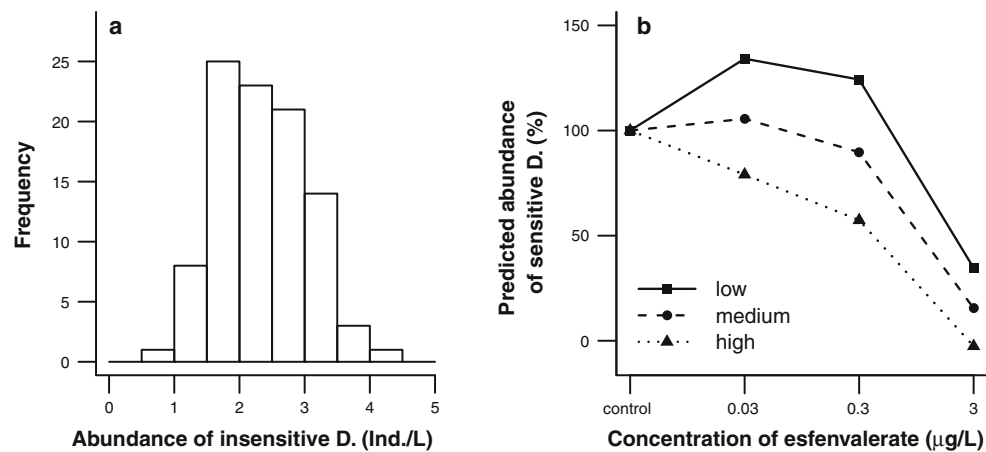 a
Frequency
25
20
15
10
5
0
0 1 2 3 4 5
Abundance of insensitive D. (Ind./L)
b
Predicted abundance
of sensitive D. (%)
150
100
50
0
low
medium
high
control 0.03 0.3 3
Concentration of esfenvalerate (μg/L)